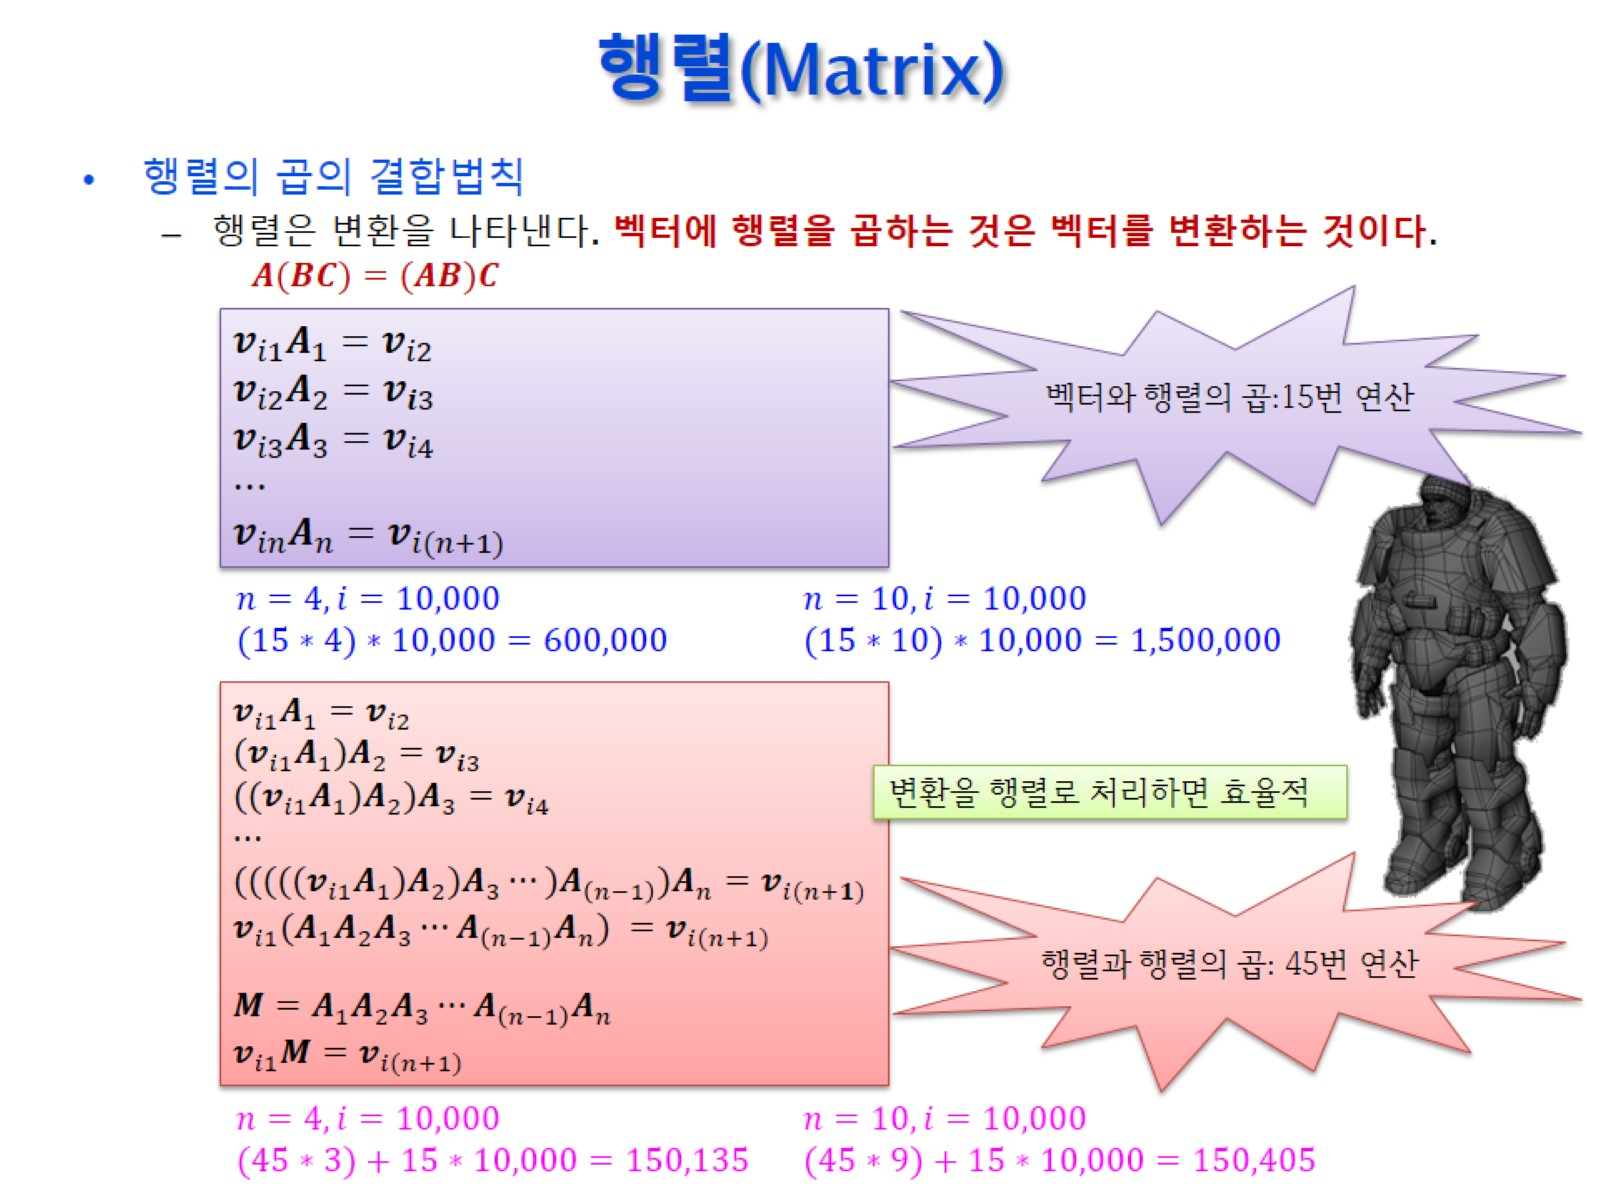 행렬(Matrix)
• 행렬의 곱의 결합법칙
– 행렬은 변환을 나타낸다. 벡터에 행렬을 곱하는 것은 벡터를 변환하는 것이다.
A(BC) = (AB)C
v_{i1}A_1 = v_{i2}
v_{i2}A_2 = v_{i3}
v_{i3}A_3 = v_{i4}
…
v_{in}A_n = v_{i(n+1)}
벡터와 행렬의 곱:15번 연산
n = 4, i = 10,000
(15 * 4) * 10,000 = 600,000
n = 10, i = 10,000
(15 * 10) * 10,000 = 1,500,000
v_{i1}A_1 = v_{i2}
(v_{i1}A_1)A_2 = v_{i3}
((v_{i1}A_1)A_2)A_3 = v_{i4}
…
(((((v_{i1}A_1)A_2)A_3 ⋯ )A_{(n−1)})A_n = v_{i(n+1)}
v_{i1}(A_1A_2A_3 ⋯ A_{(n−1)}A_n) = v_{i(n+1)}
M = A_1A_2A_3 ⋯ A_{(n−1)}A_n
v_{i1}M = v_{i(n+1)}
변환을 행렬로 처리하면 효율적
행렬과 행렬의 곱: 45번 연산
n = 4, i = 10,000
(45 * 3) + 15 * 10,000 = 150,135
n = 10, i = 10,000
(45 * 9) + 15 * 10,000 = 150,405